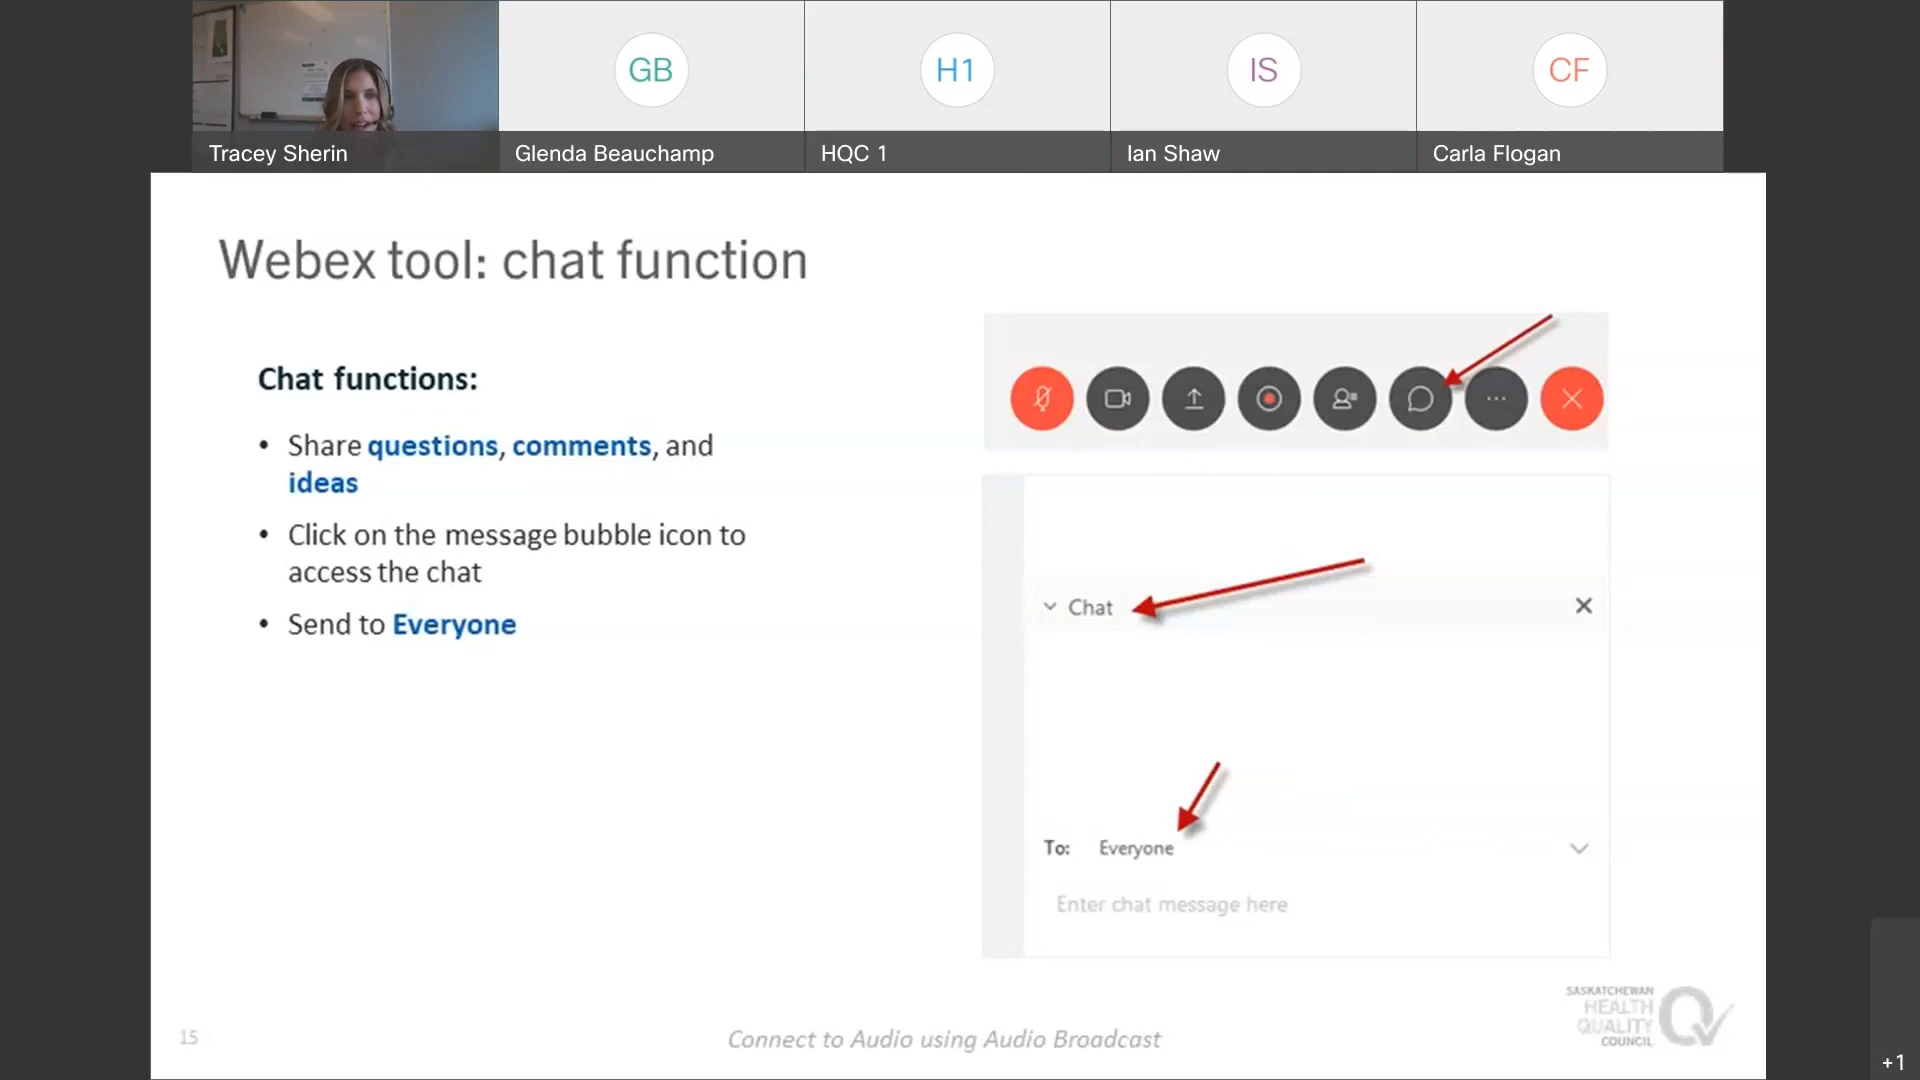 GB
H1
IS
CF
Tracey Sherin
Glenda Beauchamp
HQC 1
Ian Shaw
Carla Flogan
Webex tool: chat function
Chat functions:
• Share questions, comments, and
ideas
• Click on the message bubble icon to
access the chat
• Send to Everyone
Chat
To: Everyone
Enter chat message here
15
Connect to Audio using Audio Broadcast
SASKATCHEWAN
HEALTH
QUALITY
COUNCIL
+1